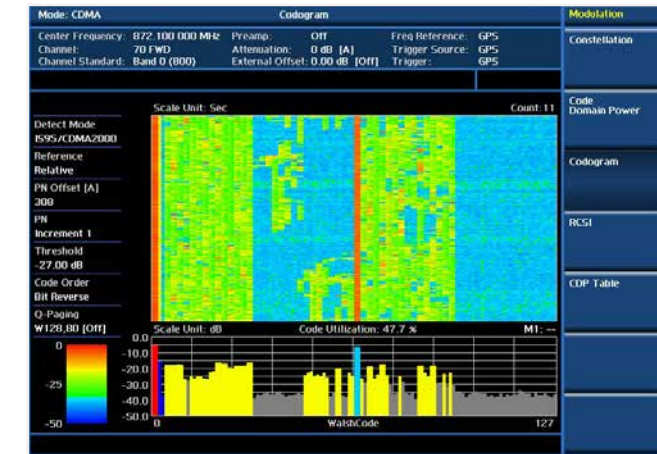 Mode: CDMA Codogram Modulation
Center Frequency: 872.100 000 MHz Preamp: Off Freq Reference: GPS
Channel: 70 FWD Attenuation: 0 dB [A] Trigger Source: GPS
Channel Standard: Band 0 (800) External Offset: 0.00 dB [Off] Trigger: GPS
Constellation
Code
Domain Power
Codogram
RCSI
CDP Table
Scale Unit: Sec Count: 11
Detect Mode
IS95/CDMA2000
Reference
Relative
PN Offset [A]
300
PN
Increment 1
Threshold
-27.00 dB
Code Order
Bit Reverse
Q-Paging
W128,80 [Off]
Scale Unit: dB Code Utilization: 47.7 % M1: --
0
-25
-50
0.0
-10.0
-20.0
-30.0
-40.0
-50.0
0 WalshCode 127